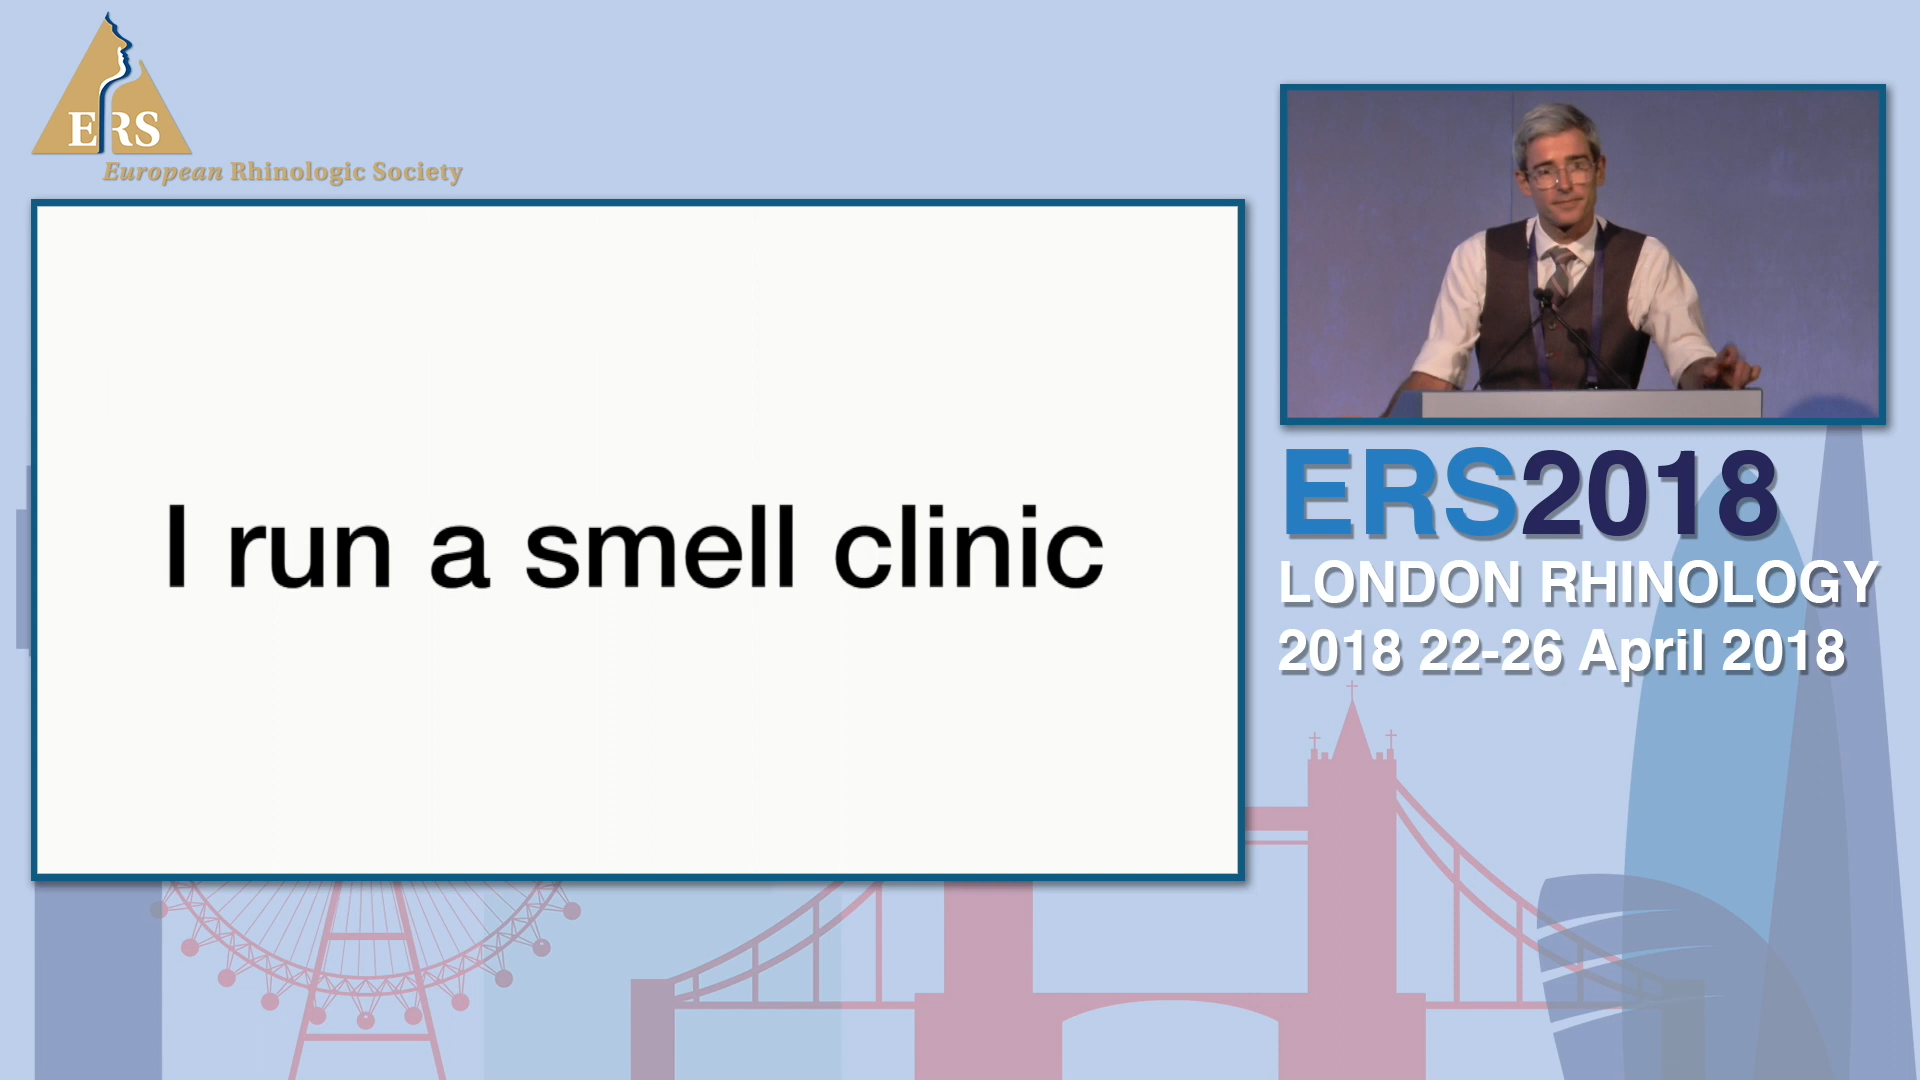 ERS
European Rhinologic Society
I run a smell clinic
ERS2018
LONDON RHINOLOGY
2018 22-26 April 2018